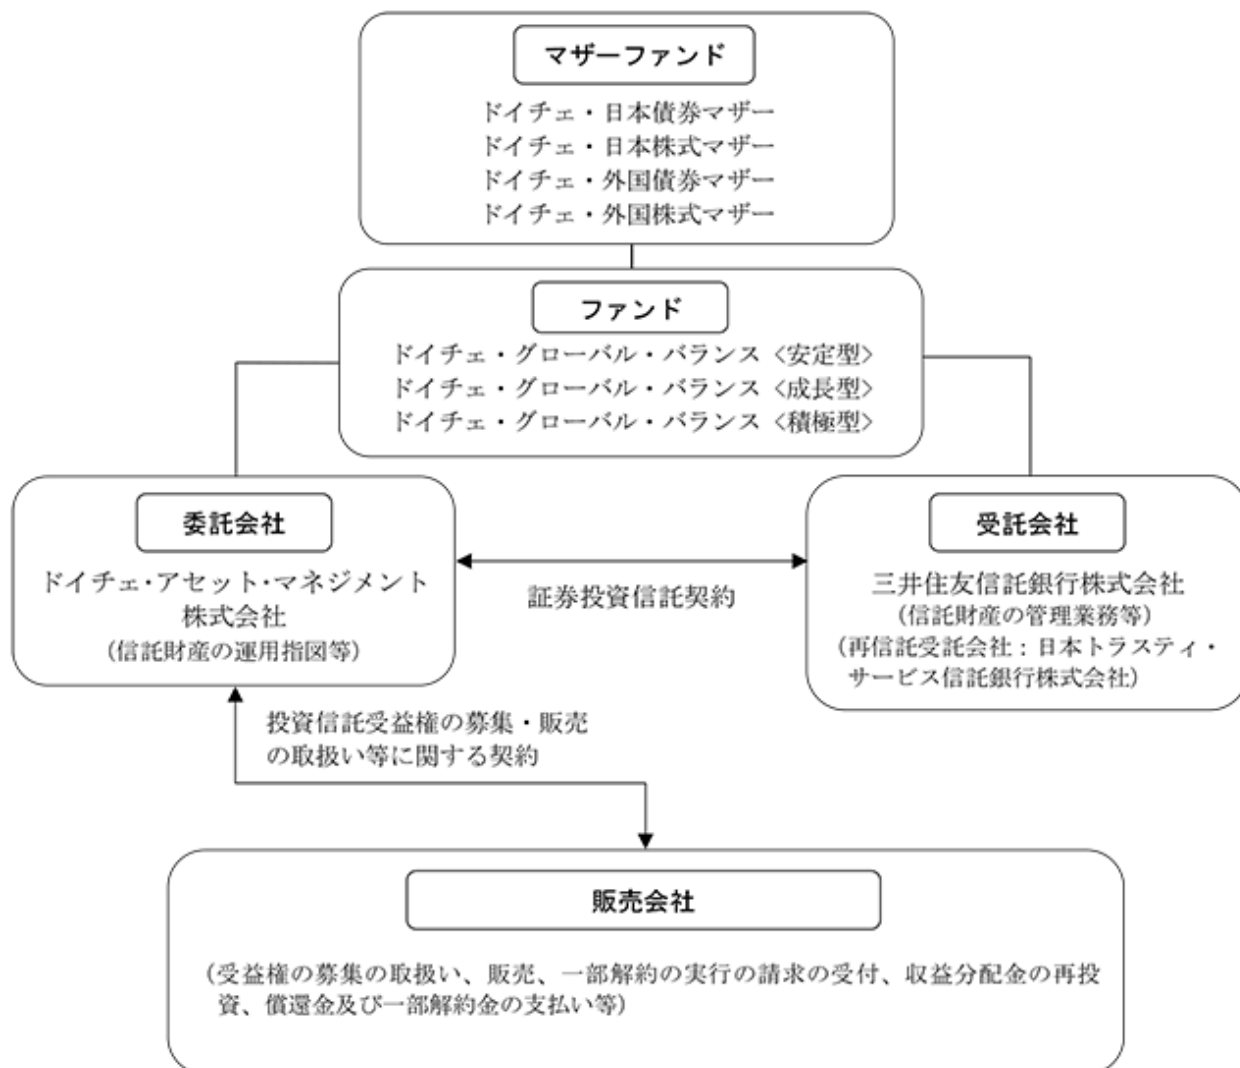 マザーファンド
ドイチェ・日本債券マザー
ドイチェ・日本株式マザー
ドイチェ・外国債券マザー
ドイチェ・外国株式マザー
ファンド
ドイチェ・グローバル・バランス〈安定型〉
ドイチェ・グローバル・バランス〈成長型〉
ドイチェ・グローバル・バランス〈積極型〉
委託会社
ドイチェ・アセット・マネジメント
株式会社
(信託財産の運用指図等)
証券投資信託契約
受託会社
三井住友信託銀行株式会社
(信託財産の管理業務等)
(再信託受託会社：日本トラスティ・
サービス信託銀行株式会社)
投資信託受益権の募集・販売
の取扱い等に関する契約
販売会社
(受益権の募集の取扱い、販売、一部解約の実行の請求の受付、収益分配金の再投
資、償還金及び一部解約金の支払い等)